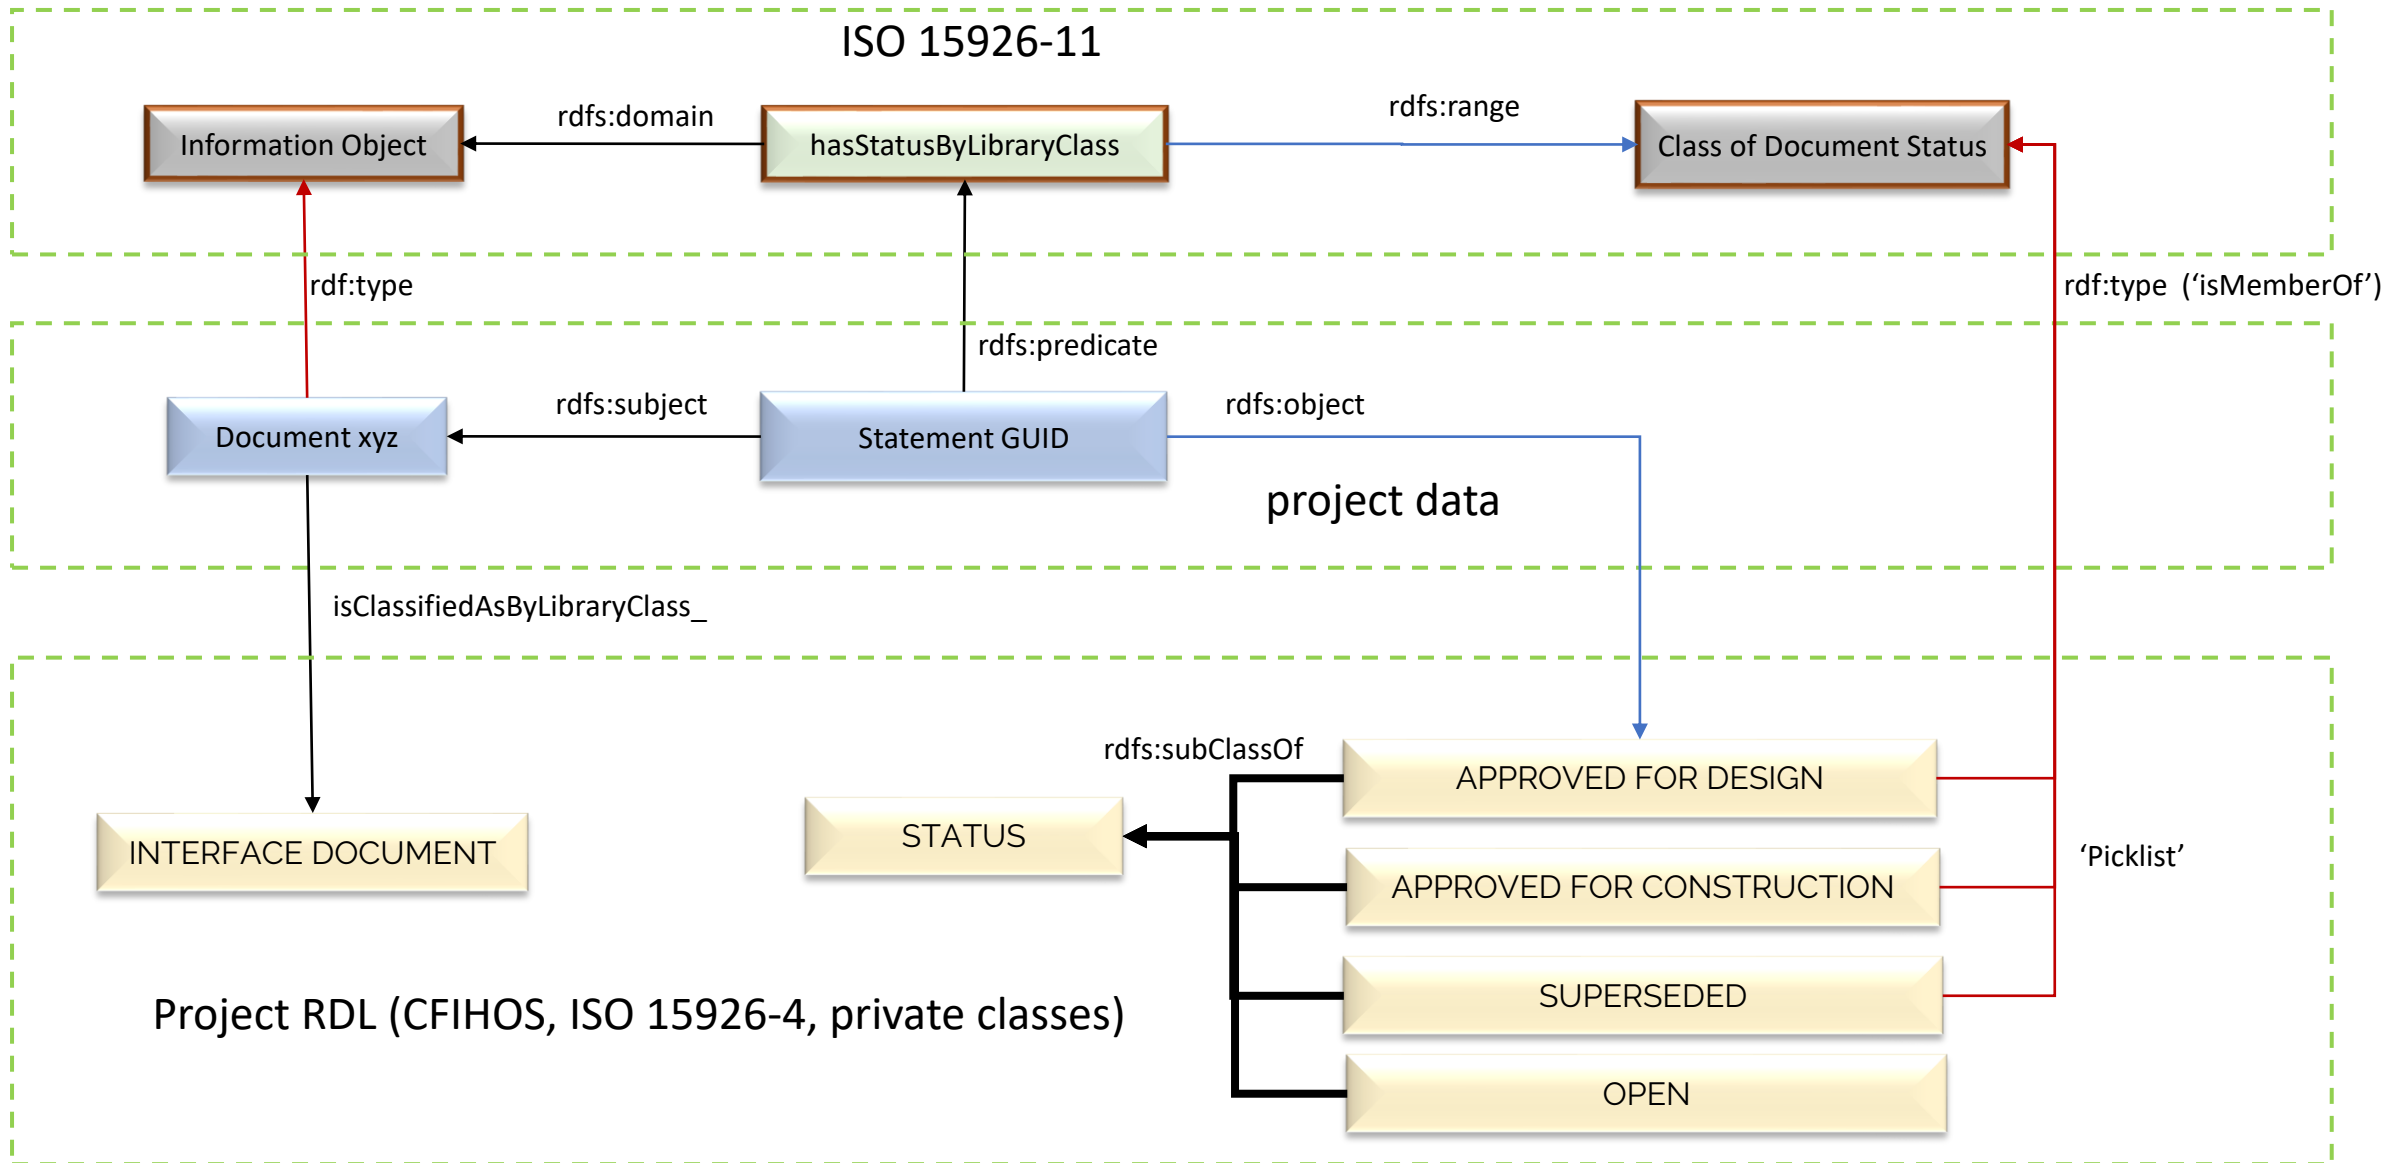 ISO 15926-11
rdfs:domain
rdfs:range
Information Object
hasStatusByLibraryClass
Class of Document Status
rdf:type
rdf:type ('isMemberOf')
rdfs:predicate
rdfs:subject
rdfs:object
Document xyz
Statement GUID
project data
isClassifiedAsByLibraryClass_
rdfs:subClassOf
APPROVED FOR DESIGN
STATUS
INTERFACE DOCUMENT
‘Picklist’
APPROVED FOR CONSTRUCTION
SUPERSEDED
Project RDL (CFIHOS, ISO 15926-4, private classes)
OPEN